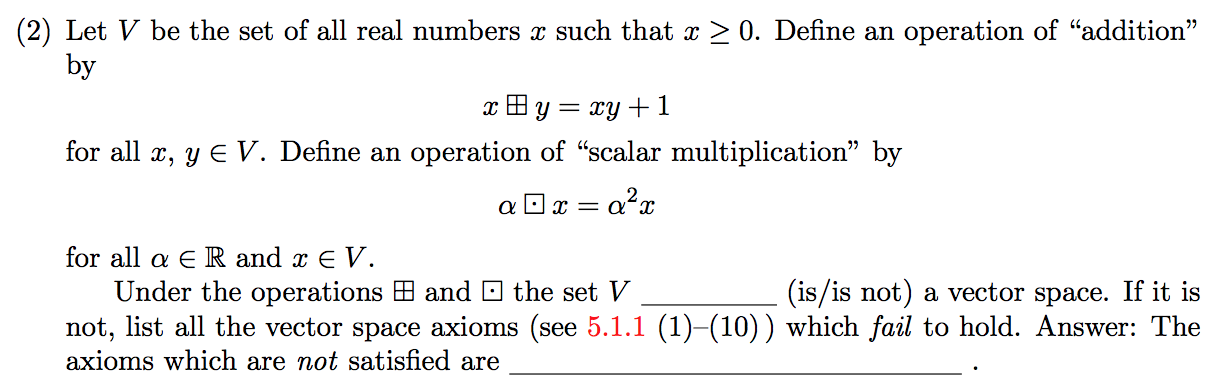 (2) Let V be the set of all real numbers x such that x ≥ 0. Define an operation of “addition”
by
x ⊞ y = xy + 1
for all x, y ∈ V. Define an operation of “scalar multiplication” by
α ⊡ x = α²x
for all α ∈ ℝ and x ∈ V.
Under the operations ⊞ and ⊡ the set V _________ (is/is not) a vector space. If it is
not, list all the vector space axioms (see 5.1.1 (1)–(10) ) which fail to hold. Answer: The
axioms which are not satisfied are ______________________________ .